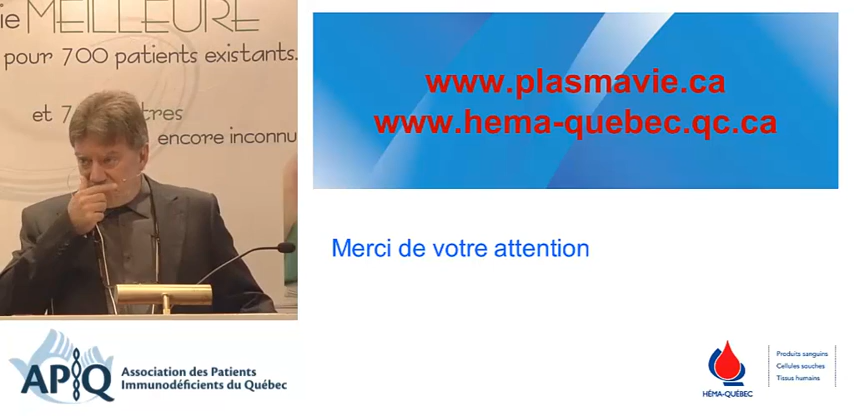 ie MEILLEURE
pour 700 patients existants.
et 7
tres
encore inconnu
www.plasmavie.ca
www.hema-quebec.qc.ca
Merci de votre attention
APIQ
Association des Patients
Immunodéficients du Québec
HÉMA-QUÉBEC
Produits sanguins
Cellules souches
Tissus humains